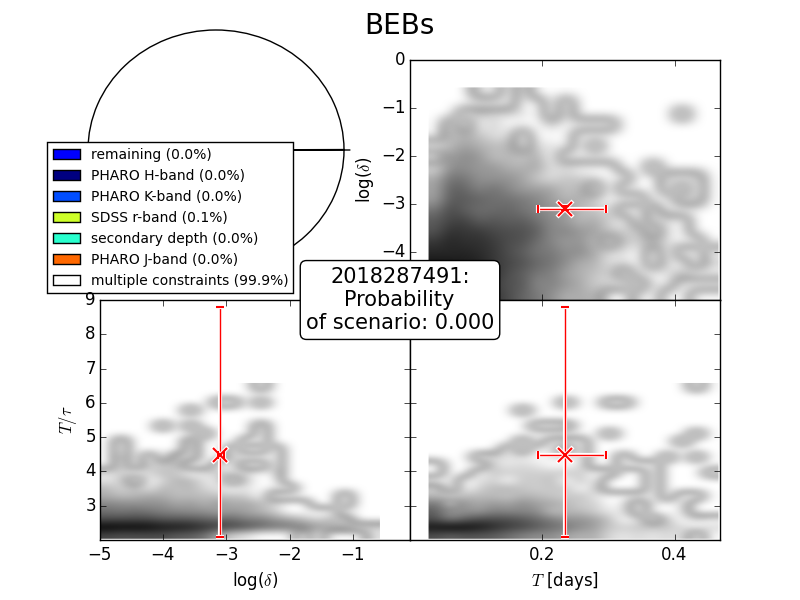 BEBs
remaining (0.0%)
PHARO H-band (0.0%)
PHARO K-band (0.0%)
SDSS r-band (0.1%)
secondary depth (0.0%)
PHARO J-band (0.0%)
multiple constraints (99.9%)
0
−1
−2
−3
−4
log(δ)
2018287491:
Probability
of scenario: 0.000
9
8
7
6
5
4
3
T/τ
−5 −4 −3 −2 −1
log(δ)
0.2 0.4
T [days]